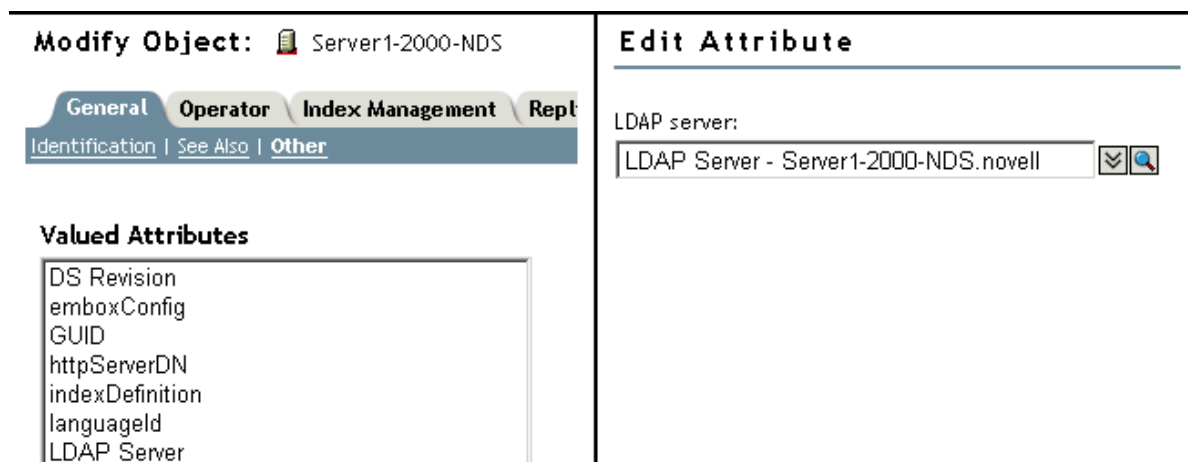 Modify Object: Server1-2000-NDS
General Operator Index Management
Identification | See Also | Other
Valued Attributes
DS Revision
emboxConfig
GUID
httpServerDN
indexDefinition
languageId
LDAP Server
Edit Attribute
LDAP server:
LDAP Server - Server1-2000-NDS.novell